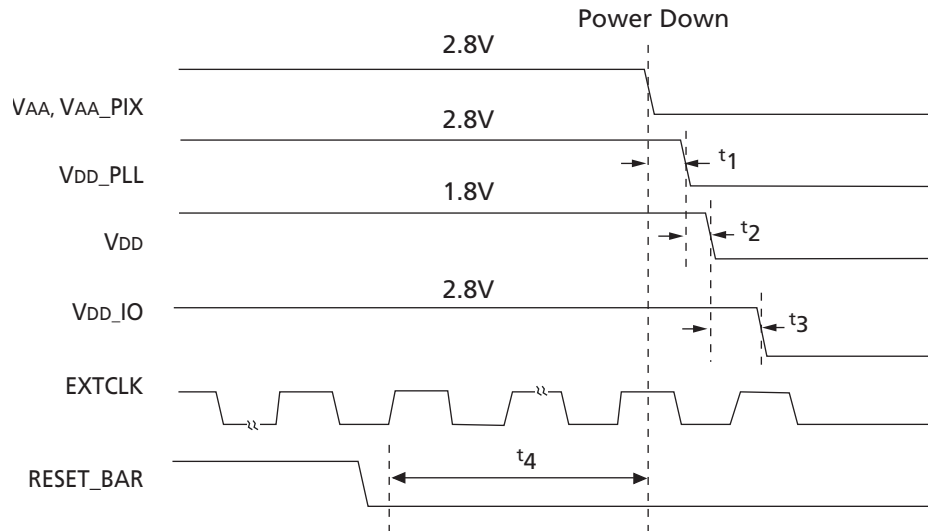 Power Down
2.8V
VAA, VAA_PIX
2.8V
t1
VDD_PLL
1.8V
t2
VDD
2.8V
t3
VDD_IO
EXTCLK
t4
RESET_BAR